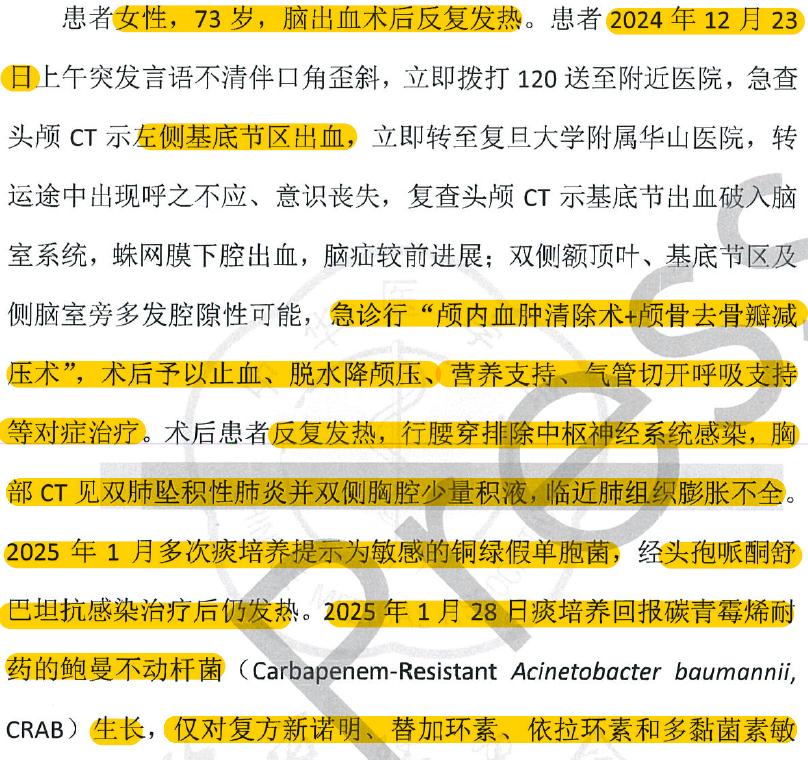 患者女性，73 岁，脑出血术后反复发热。患者 2024 年 12 月 23
日上午突发言语不清伴口角歪斜，立即拨打 120 送至附近医院，急查
头颅 CT 示左侧基底节区出血，立即转至复旦大学附属华山医院，转
运途中出现呼之不应、意识丧失，复查头颅 CT 示基底节出血破入脑
室系统，蛛网膜下腔出血，脑疝较前进展；双侧额顶叶、基底节区及
侧脑室旁多发腔隙性可能，急诊行“颅内血肿清除术+颅骨去骨瓣减
压术”，术后予以止血、脱水降颅压、营养支持、气管切开呼吸支持
等对症治疗。术后患者反复发热，行腰穿排除中枢神经系统感染，胸
部 CT 见双肺坠积性肺炎并双侧胸腔少量积液，临近肺组织膨胀不全。
2025 年 1 月多次痰培养提示为敏感的铜绿假单胞菌，经头孢哌酮舒
巴坦抗感染治疗后仍发热。2025 年 1 月 28 日痰培养回报碳青霉烯耐
药的鲍曼不动杆菌（Carbapenem-Resistant Acinetobacter baumannii,
CRAB）生长，仅对复方新诺明、替加环素、依拉环素和多黏菌素敏
Press